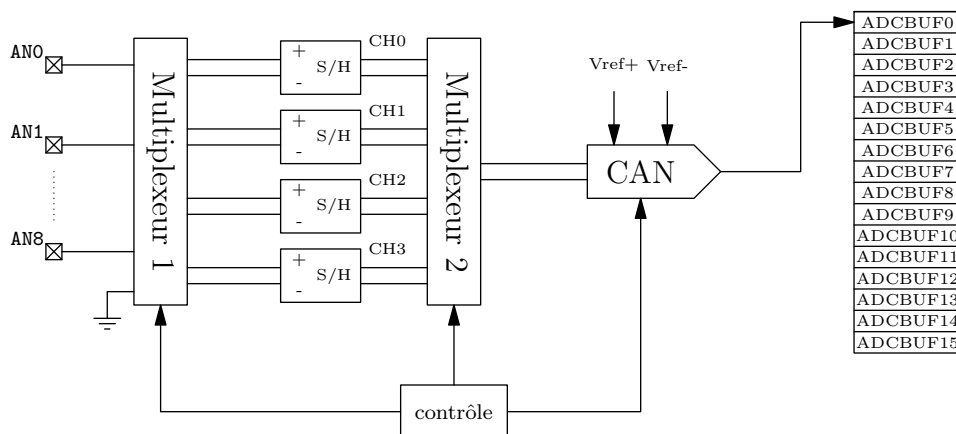 AN0
AN1
AN8
Multiplexeur 1
+
S/H
-
CH0
+
S/H
-
CH1
+
S/H
-
CH2
+
S/H
-
CH3
Multiplexeur 2
Vref+ Vref-
CAN
contrôle
ADCBUF0
ADCBUF1
ADCBUF2
ADCBUF3
ADCBUF4
ADCBUF5
ADCBUF6
ADCBUF7
ADCBUF8
ADCBUF9
ADCBUF10
ADCBUF11
ADCBUF12
ADCBUF13
ADCBUF14
ADCBUF15